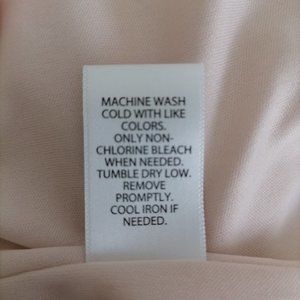 MACHINE WASH
COLD WITH LIKE
COLORS.
ONLY NON-
CHLORINE BLEACH
WHEN NEEDED.
TUMBLE DRY LOW.
REMOVE
PROMPTLY.
COOL IRON IF
NEEDED.